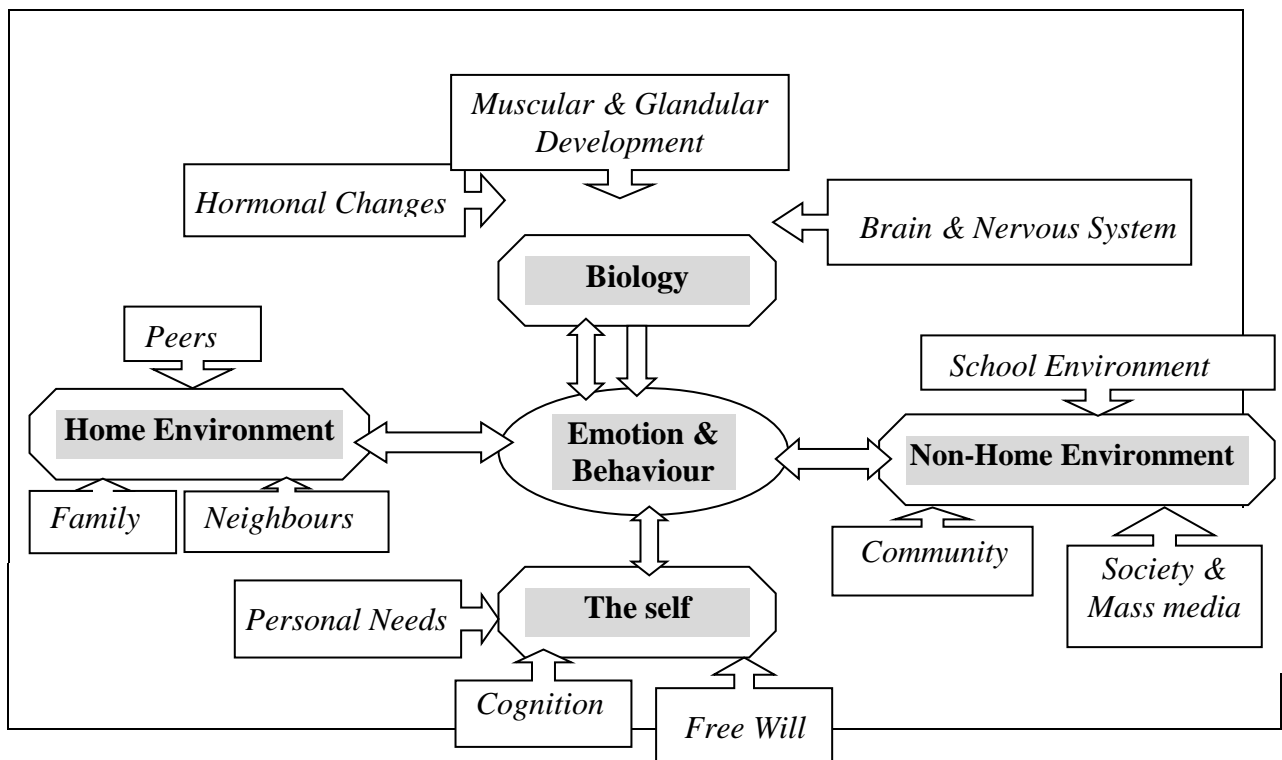 Muscular & Glandular
Development
Hormonal Changes
Brain & Nervous System
Biology
Peers
School Environment
Home Environment
Emotion &
Behaviour
Non-Home Environment
Family
Neighbours
Community
Society &
Mass media
The self
Personal Needs
Cognition
Free Will